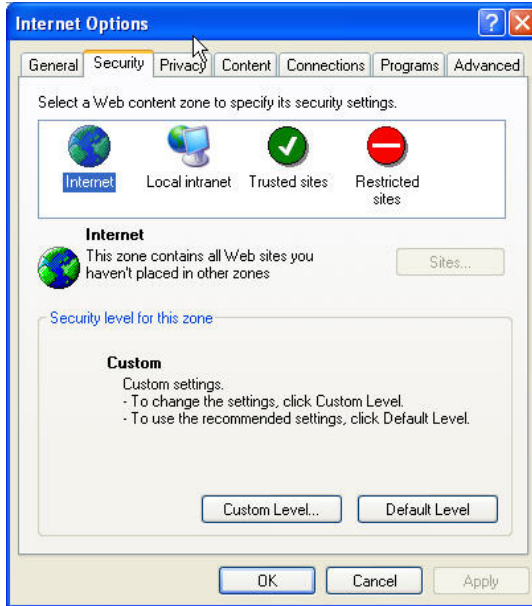 Internet Options
General Security Privacy Content Connections Programs Advanced
Select a Web content zone to specify its security settings.
Internet Local intranet Trusted sites Restricted sites
Internet
This zone contains all Web sites you
haven't placed in other zones
Sites...
Security level for this zone
Custom
Custom settings.
- To change the settings, click Custom Level.
- To use the recommended settings, click Default Level.
Custom Level... Default Level
OK Cancel Apply